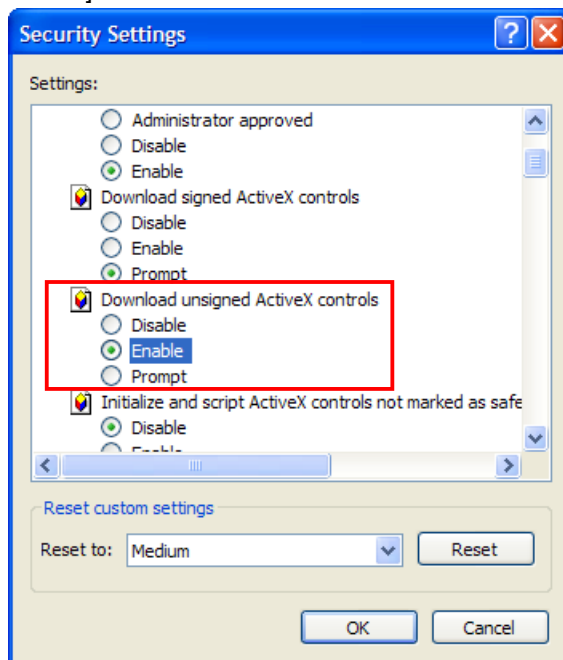 ]
Security Settings
Settings:
Administrator approved
Disable
Enable
Download signed ActiveX controls
Disable
Enable
Prompt
Download unsigned ActiveX controls
Disable
Enable
Prompt
Initialize and script ActiveX controls not marked as safe
Disable
Enable
Reset custom settings
Reset to: Medium Reset
OK Cancel